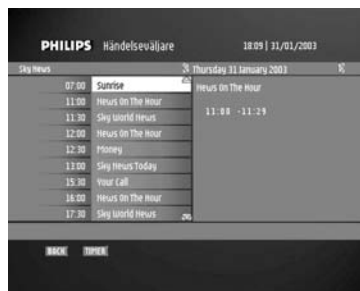 PHILIPS Händelseväljare 18:09 | 31/01/2003
Sky News Thursday 31 January 2003
07:00 Sunrise
News On The Hour
11:00 News On The Hour
11:00 -11:29
11:30 Sky World News
12:00 News On The Hour
12:30 Money
13:00 Sky News Today
15:30 Your Call
16:00 News On The Hour
17:30 Sky World News
BACK TIMER